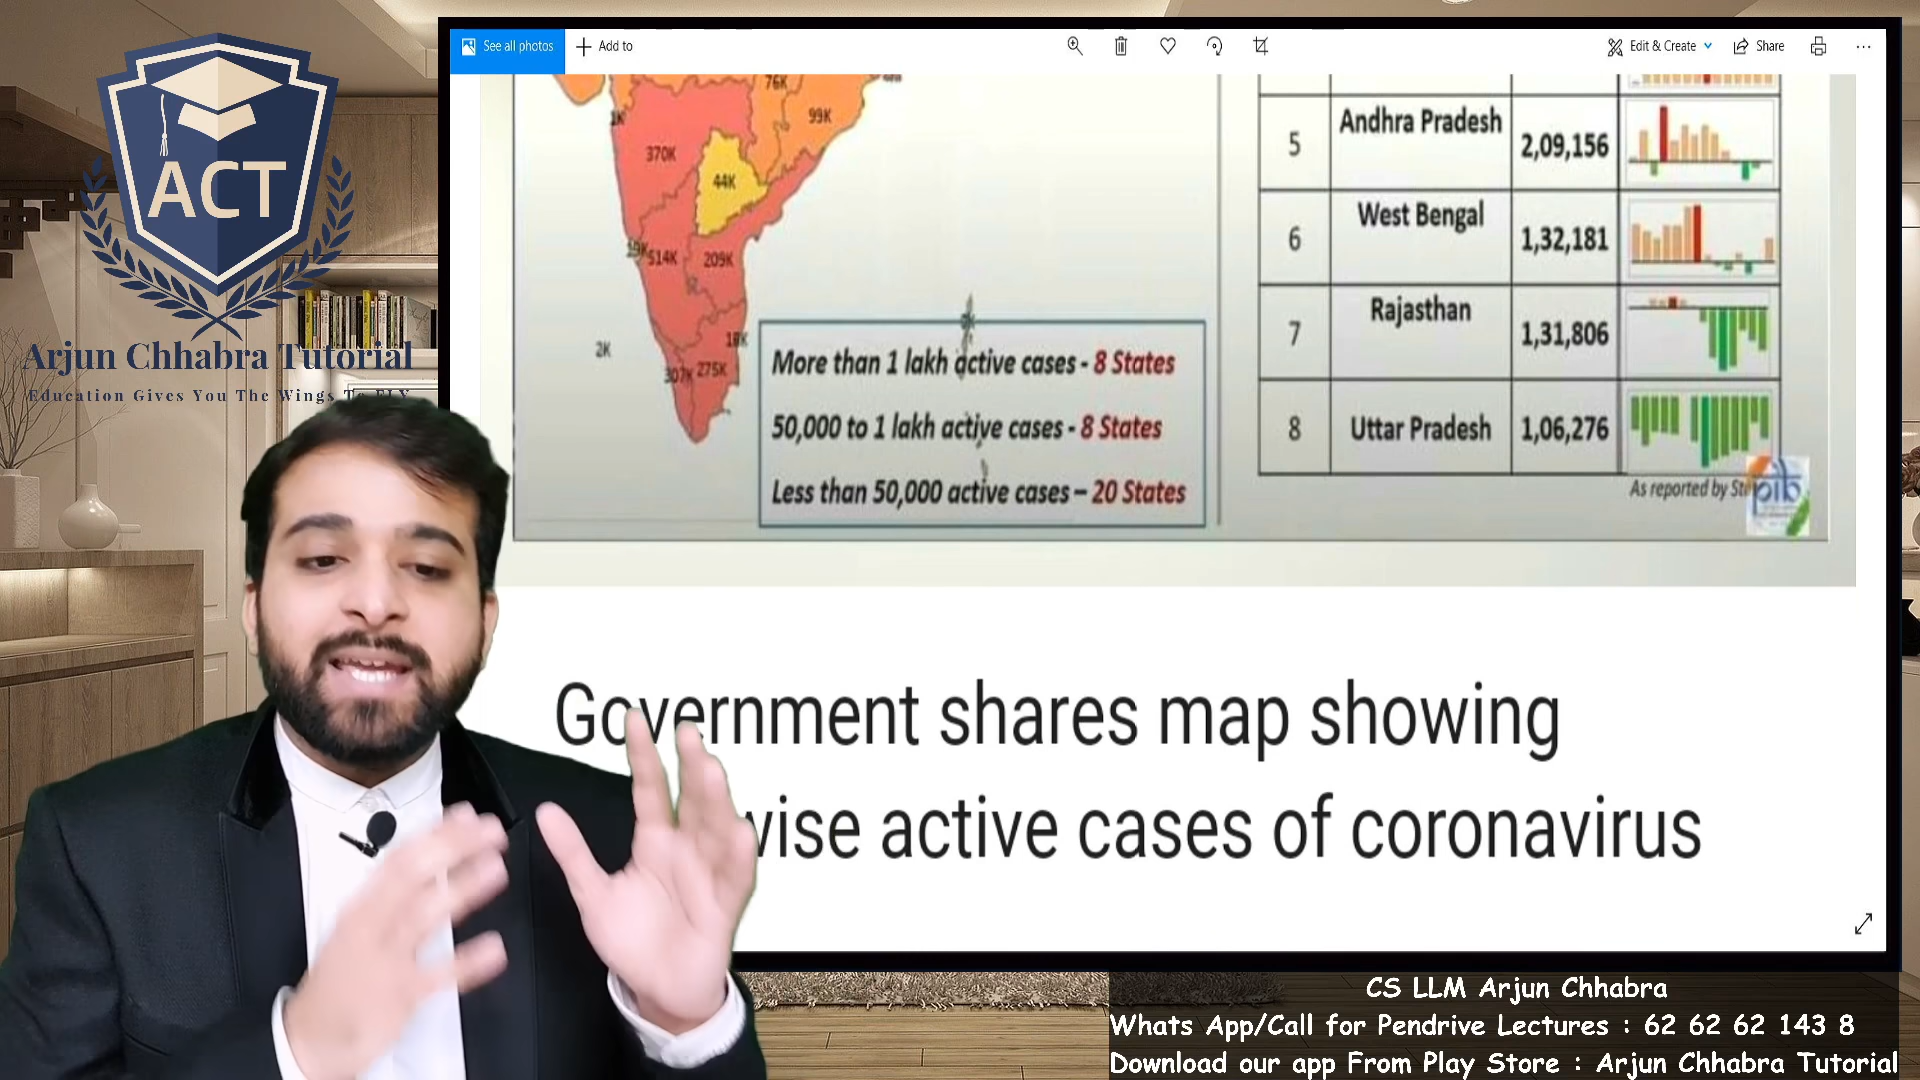 ACT
Arjun Chhabra Tutorial
Education Gives You The Wings To FLY
See all photos
Add to
Edit & Create
Share
76K
99K
1K
370K
44K
19K
514K
209K
2K
307K
275K
More than 1 lakh active cases - 8 States
50,000 to 1 lakh active cases - 8 States
Less than 50,000 active cases – 20 States
5 Andhra Pradesh 2,09,156
6 West Bengal 1,32,181
7 Rajasthan 1,31,806
8 Uttar Pradesh 1,06,276
As reported by
pib
Government shares map showing
wise active cases of coronavirus
CS LLM Arjun Chhabra
Whats App/Call for Pendrive Lectures : 62 62 62 143 8
Download our app From Play Store : Arjun Chhabra Tutorial